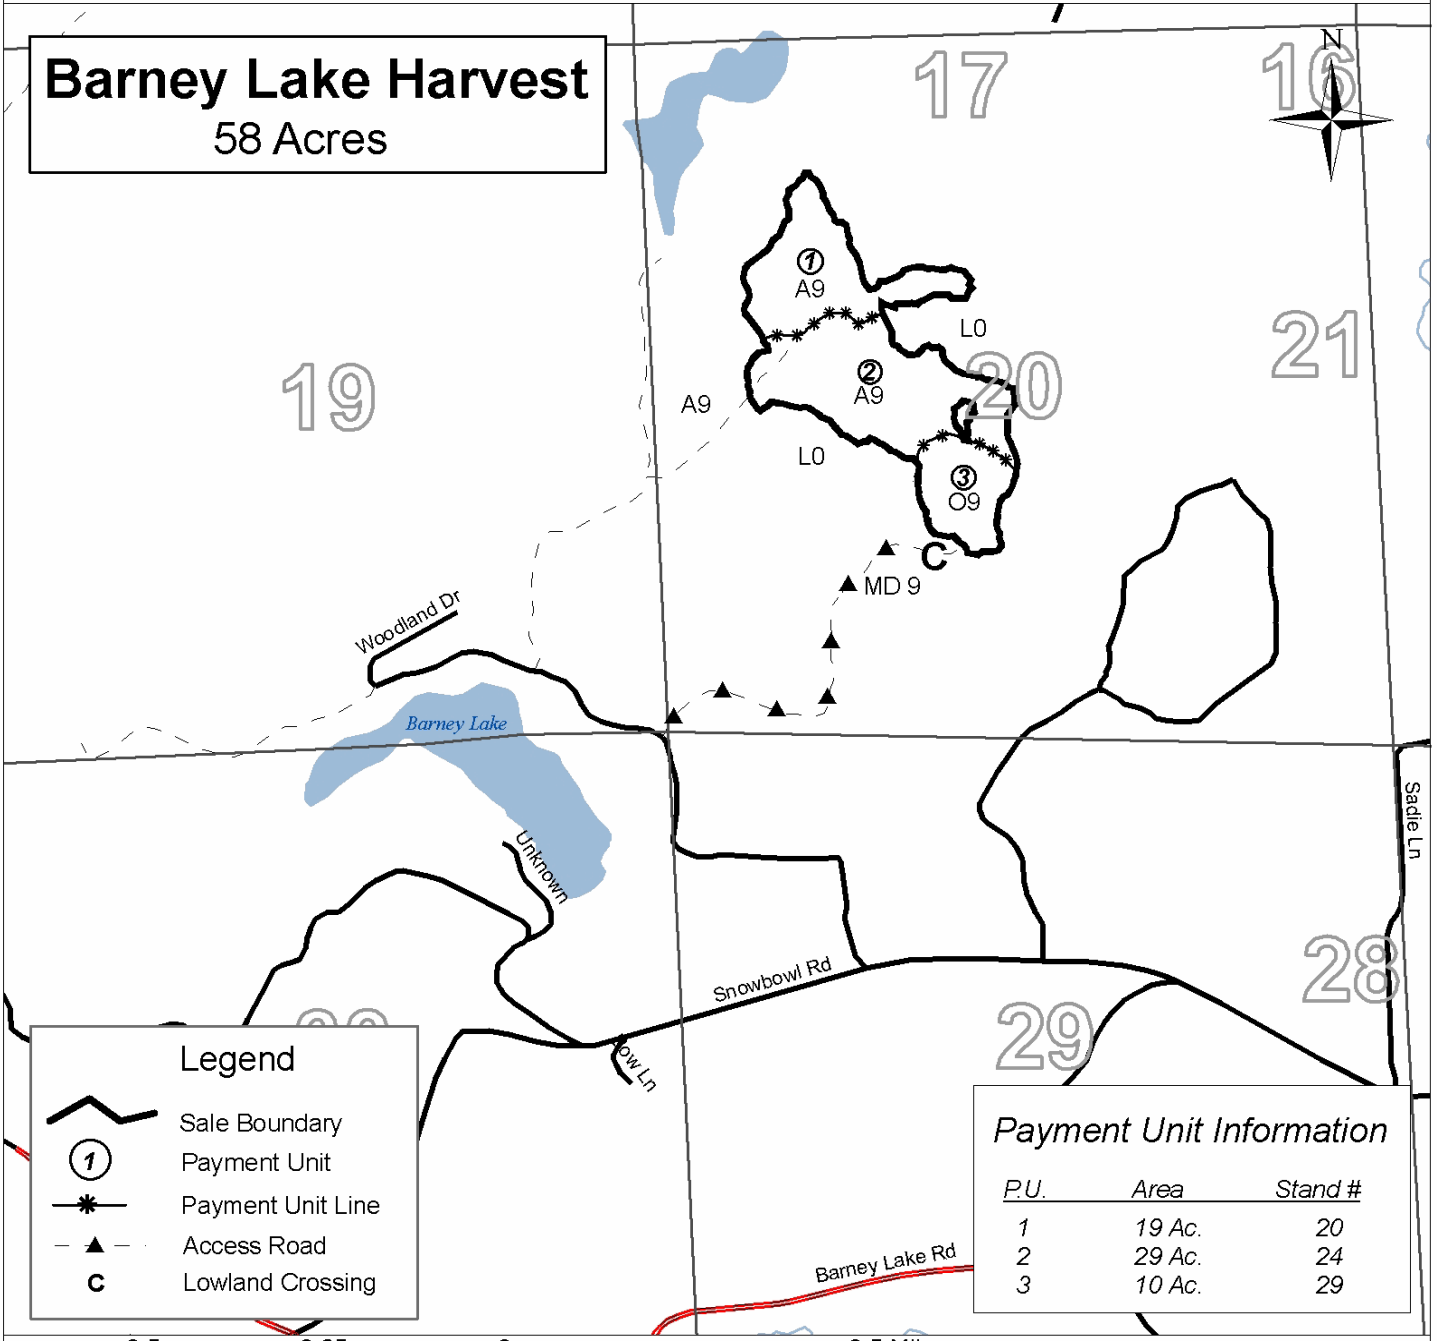 Barney Lake Harvest
58 Acres
N
17
16
1
A9
L0
21
20
19
2
A9
A9
L0
3
O9
C
MD 9
Woodland Dr
Barney Lake
Sadie Ln
Unknown
Snowbowl Rd
28
29
Legend
Sale Boundary
1 Payment Unit
Payment Unit Line
Access Road
C Lowland Crossing
Payment Unit Information
P.U. Area Stand #
1 19 Ac. 20
2 29 Ac. 24
3 10 Ac. 29
Ln
Barney Lake Rd